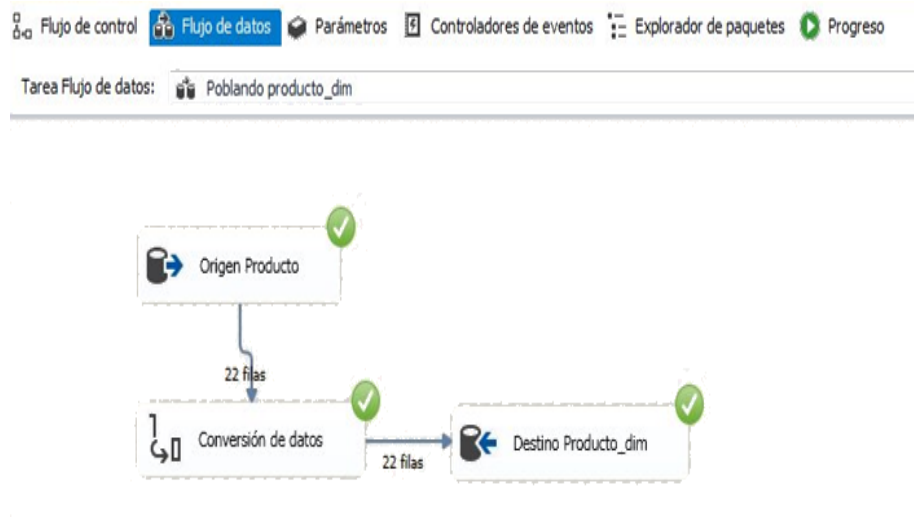 Flujo de control Flujo de datos Parámetros Controladores de eventos Explorador de paquetes Progreso
Tarea Flujo de datos: Poblando producto_dim
Origen Producto
22 filas
Conversión de datos
22 filas
Destino Producto_dim